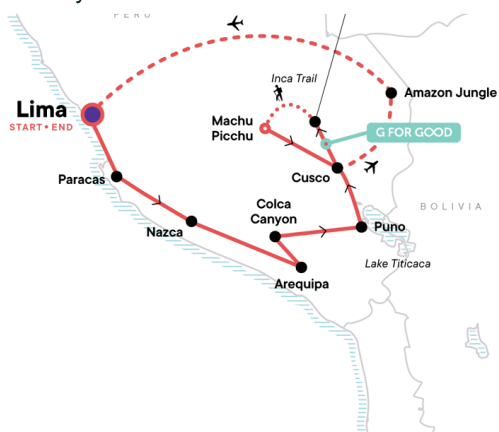 PERU
Inca Trail
Amazon Jungle
Lima
START • END
Machu
Picchu
G FOR GOOD
Cusco
Paracas
Colca
Canyon
BOLIVIA
Nazca
Puno
Lake Titicaca
Arequipa